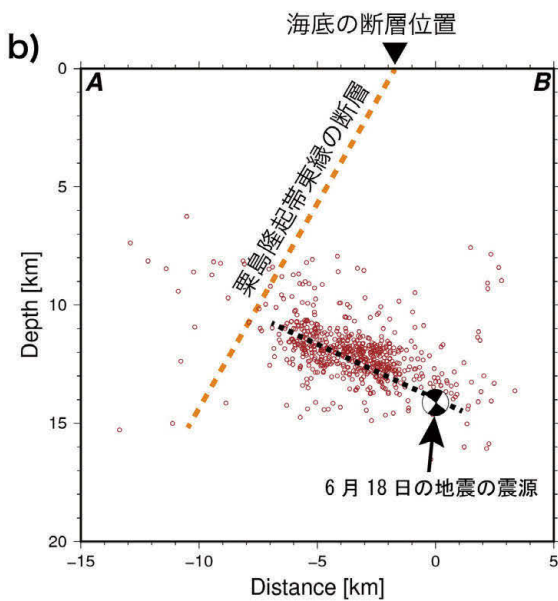 海底の断層位置
b)
A
B
粟島隆起帯東縁の断層
6月18日の地震の震源
Depth [km]
0
5
10
15
20
-15
-10
-5
0
5
Distance [km]